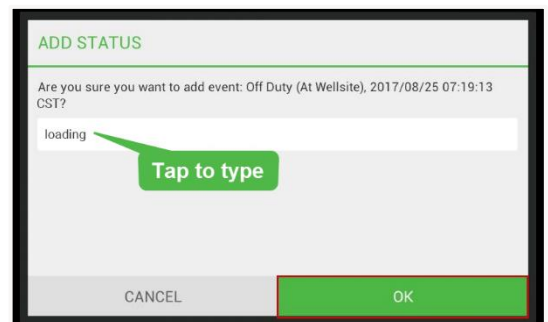 ADD STATUS
Are you sure you want to add event: Off Duty (At Wellsite), 2017/08/25 07:19:13
CST?
loading
Tap to type
CANCEL
OK